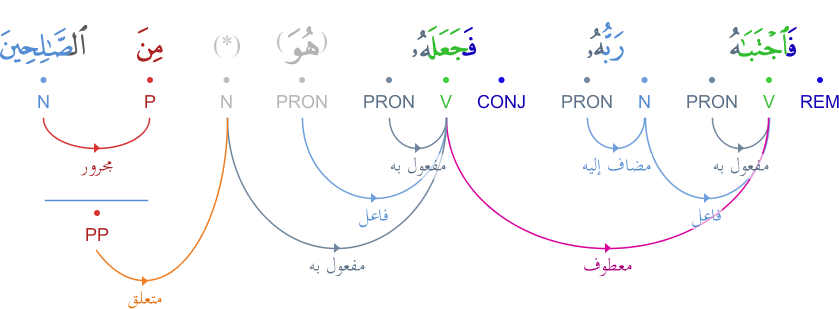 فَٱجْتَبَـٰهُ رَبُّهُۥ فَجَعَلَهُۥ (هُوَ) (*) مِنَ ٱلصَّـٰلِحِينَ
REM V PRON N PRON CONJ V PRON PRON N P N
مفعول به مضاف إليه مفعول به مجرور
فاعل فاعل
PP
معطوف مفعول به
متعلق